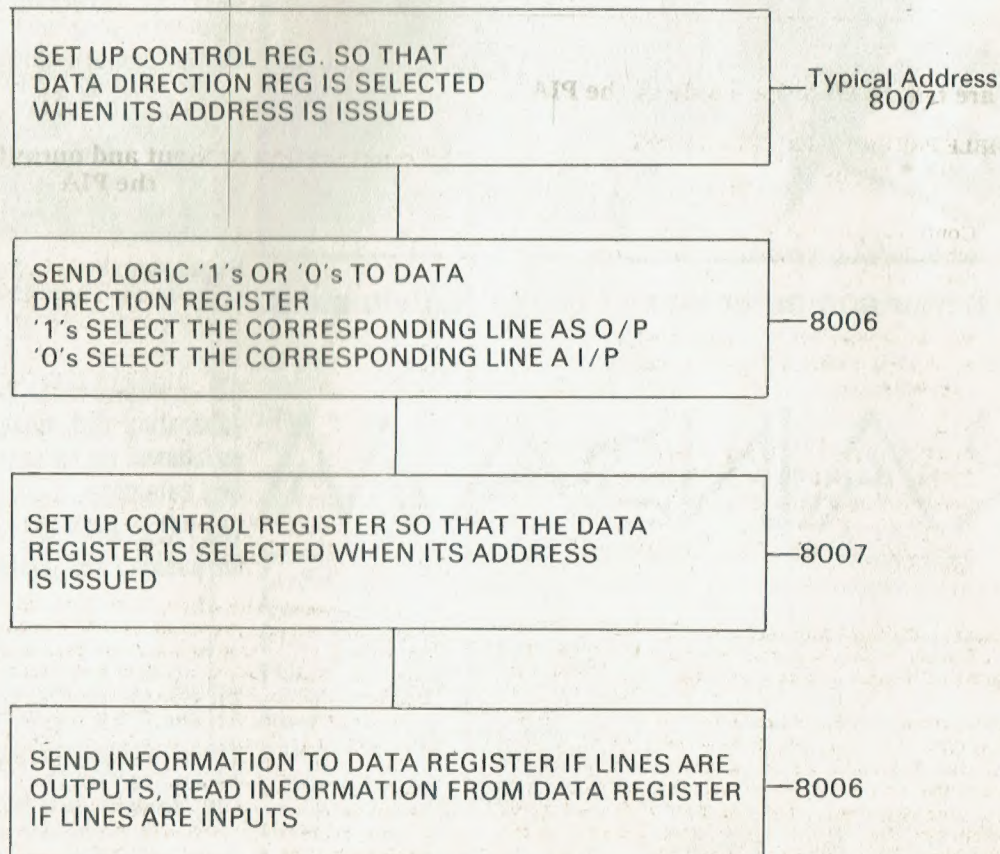 SET UP CONTROL REG. SO THAT
DATA DIRECTION REG IS SELECTED
WHEN ITS ADDRESS IS ISSUED
Typical Address
8007
SEND LOGIC '1's OR '0's TO DATA
DIRECTION REGISTER
'1's SELECT THE CORRESPONDING LINE AS O/P
'0's SELECT THE CORRESPONDING LINE A I/P
8006
SET UP CONTROL REGISTER SO THAT THE DATA
REGISTER IS SELECTED WHEN ITS ADDRESS
IS ISSUED
8007
SEND INFORMATION TO DATA REGISTER IF LINES ARE
OUTPUTS, READ INFORMATION FROM DATA REGISTER
IF LINES ARE INPUTS
8006